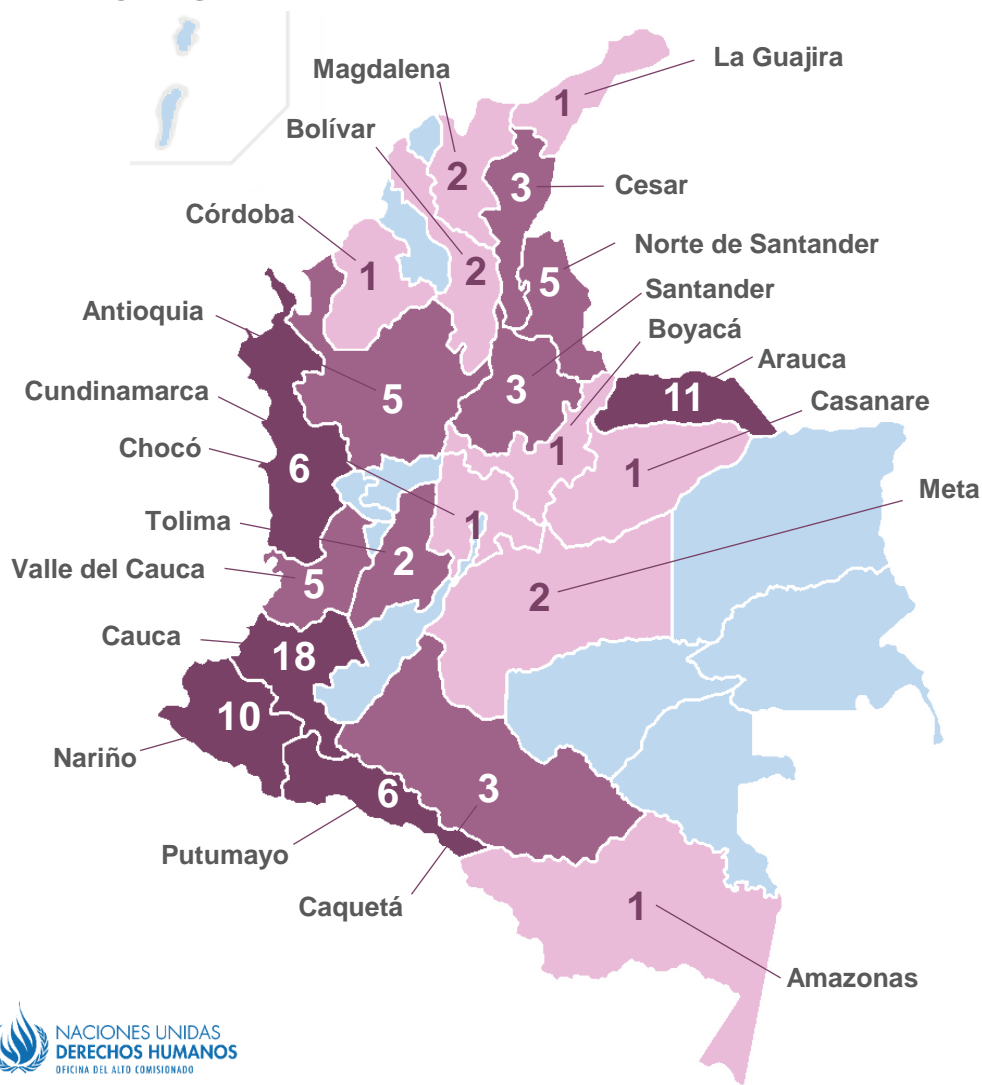 La Guajira
1
Magdalena
2
Bolívar
2
3
Cesar
Córdoba
1
Norte de Santander
5
Santander
3
Boyacá
1
Antioquia
5
Arauca
11
Cundinamarca
1
Casanare
1
Chocó
6
Meta
2
Tolima
2
Valle del Cauca
5
Cauca
18
10
Nariño
6
Putumayo
3
Caquetá
1
Amazonas
NACIONES UNIDAS
DERECHOS HUMANOS
OFICINA DEL ALTO COMISIONADO